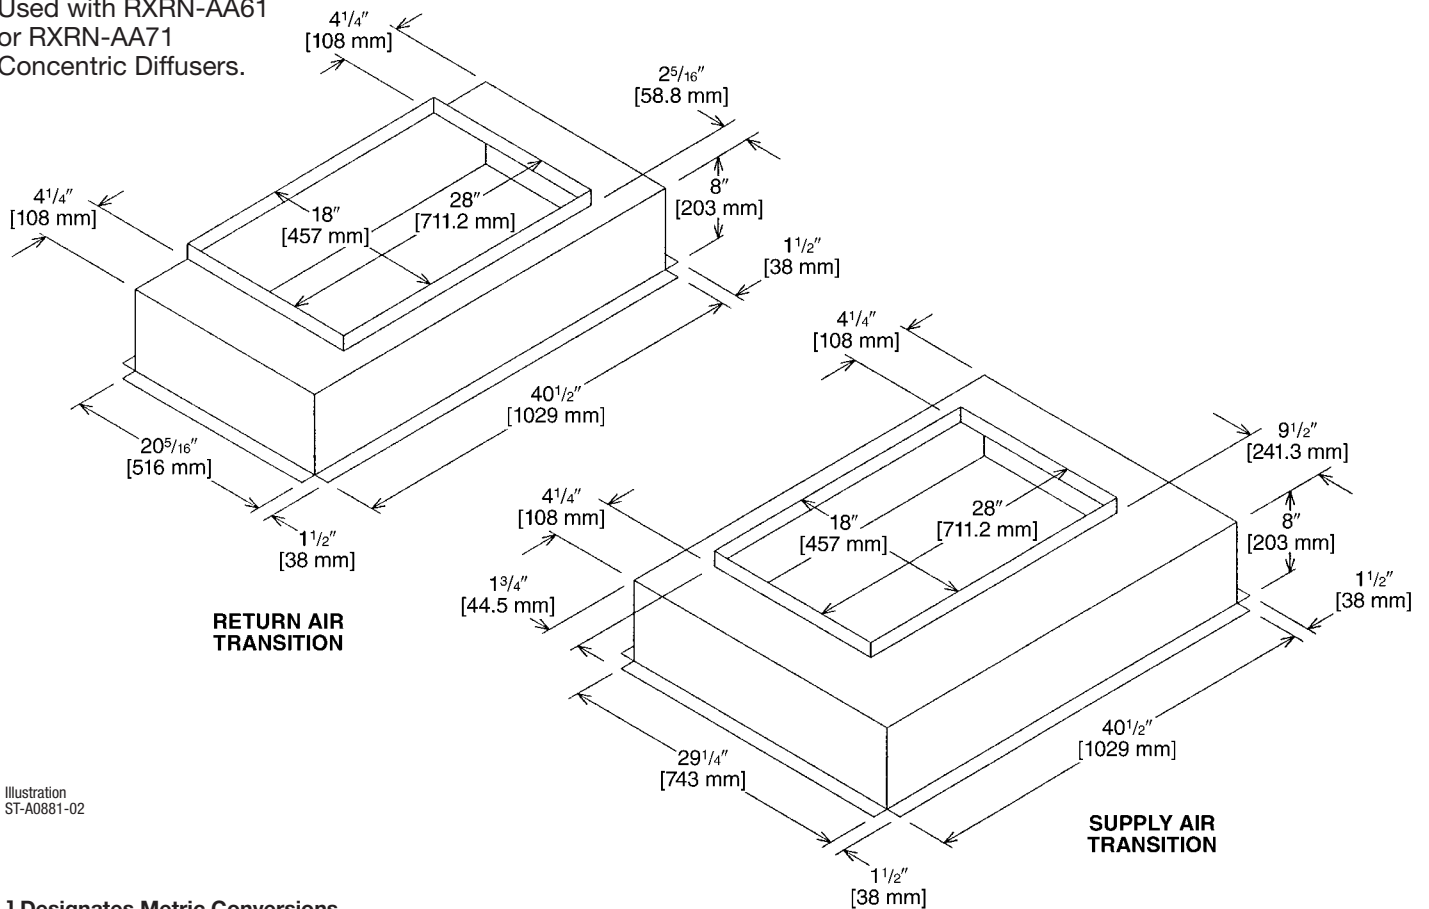 Used with RXRN-AA61
or RXRN-AA71
Concentric Diffusers.
4 1/4″
[108 mm]
2 5/16″
[58.8 mm]
4 1/4″
[108 mm]
18″
[457 mm]
28″
[711.2 mm]
8″
[203 mm]
1 1/2″
[38 mm]
40 1/2″
[1029 mm]
20 5/16″
[516 mm]
1 1/2″
[38 mm]
RETURN AIR
TRANSITION
4 1/4″
[108 mm]
9 1/2″
[241.3 mm]
4 1/4″
[108 mm]
18″
[457 mm]
28″
[711.2 mm]
8″
[203 mm]
1 3/4″
[44.5 mm]
1 1/2″
[38 mm]
40 1/2″
[1029 mm]
29 1/4″
[743 mm]
1 1/2″
[38 mm]
SUPPLY AIR
TRANSITION
Illustration
ST-A0881-02
] Designates Metric Conversions